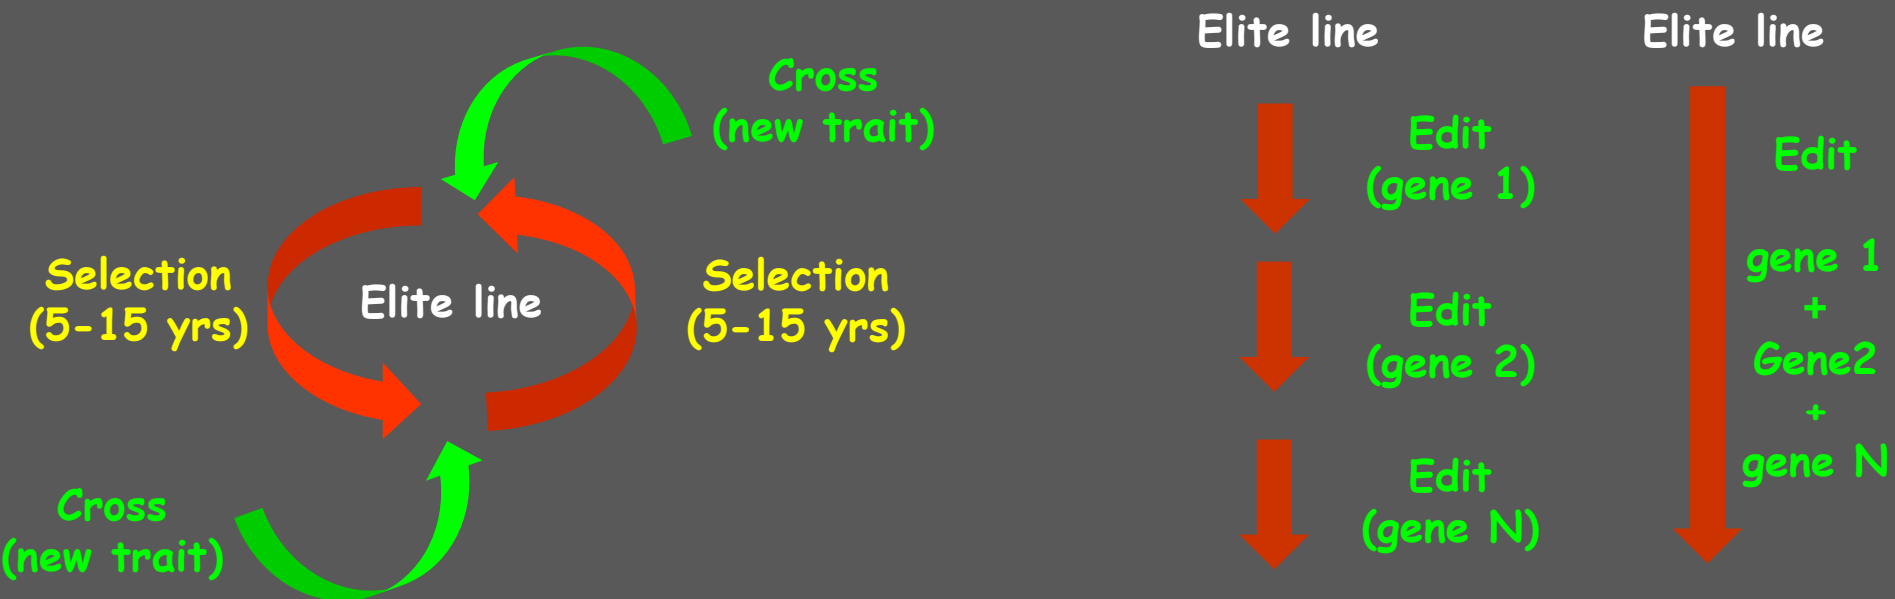 Cross
(new trait)
Selection
(5-15 yrs)
Elite line
Selection
(5-15 yrs)
Cross
(new trait)
Elite line
Edit
(gene 1)
Edit
(gene 2)
Edit
(gene N)
Elite line
Edit
gene 1
+
Gene2
+
gene N